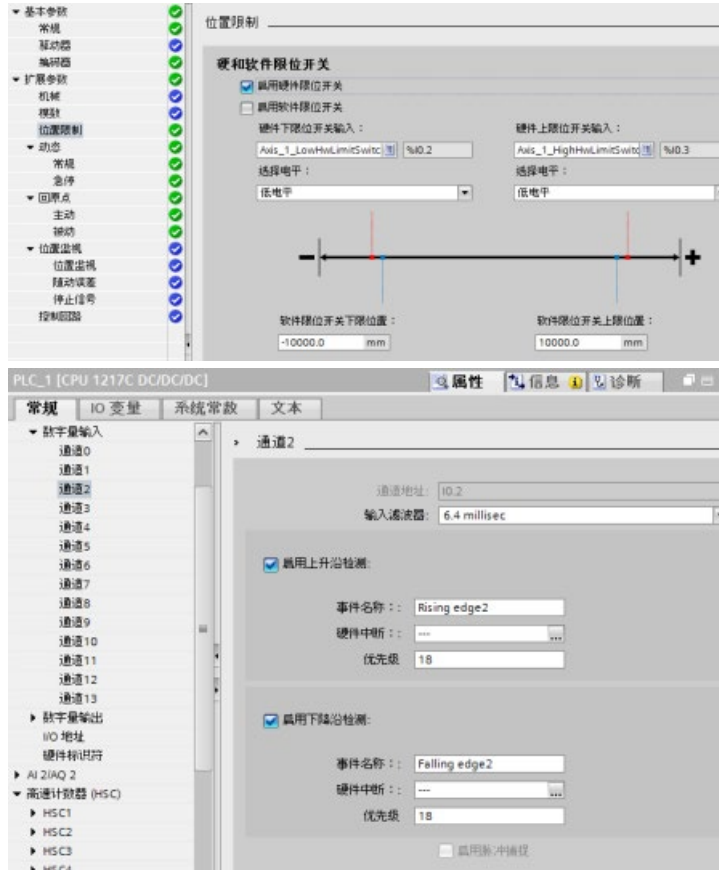 基本参数
常规
驱动器
编码器
扩展参数
机械
模数
位置限制
动态
常规
急停
回原点
主动
被动
位置监视
位置监视
随动误差
停止信号
控制回路
位置限制
硬和软件限位开关
启用硬件限位开关
启用软件限位开关
硬件下限位开关输入：
硬件上限位开关输入：
Axis_1_LowHwLimitSwitc
%I0.2
Axis_1_HighHwLimitSwitc
%I0.3
选择电平：
选择电平：
低电平
低电平
− +
软件限位开关下限位置：
软件限位开关上限位置：
-10000.0 mm
10000.0 mm
PLC_1 [CPU 1217C DC/DC/DC]
属性 信息 诊断
常规 IO 变量 系统常数 文本
数字量输入
通道0
通道1
通道2
通道3
通道4
通道5
通道6
通道7
通道8
通道9
通道10
通道11
通道12
通道13
数字量输出
I/O 地址
硬件标识符
AI 2/AQ 2
高速计数器 (HSC)
HSC1
HSC2
HSC3
HSC4
通道2
通道地址: I0.2
输入滤波器: 6.4 millisec
启用上升沿检测:
事件名称：: Rising edge2
硬件中断：: --- ...
优先级 18
启用下降沿检测:
事件名称：: Falling edge2
硬件中断：: --- ...
优先级 18
启用脉冲捕捉